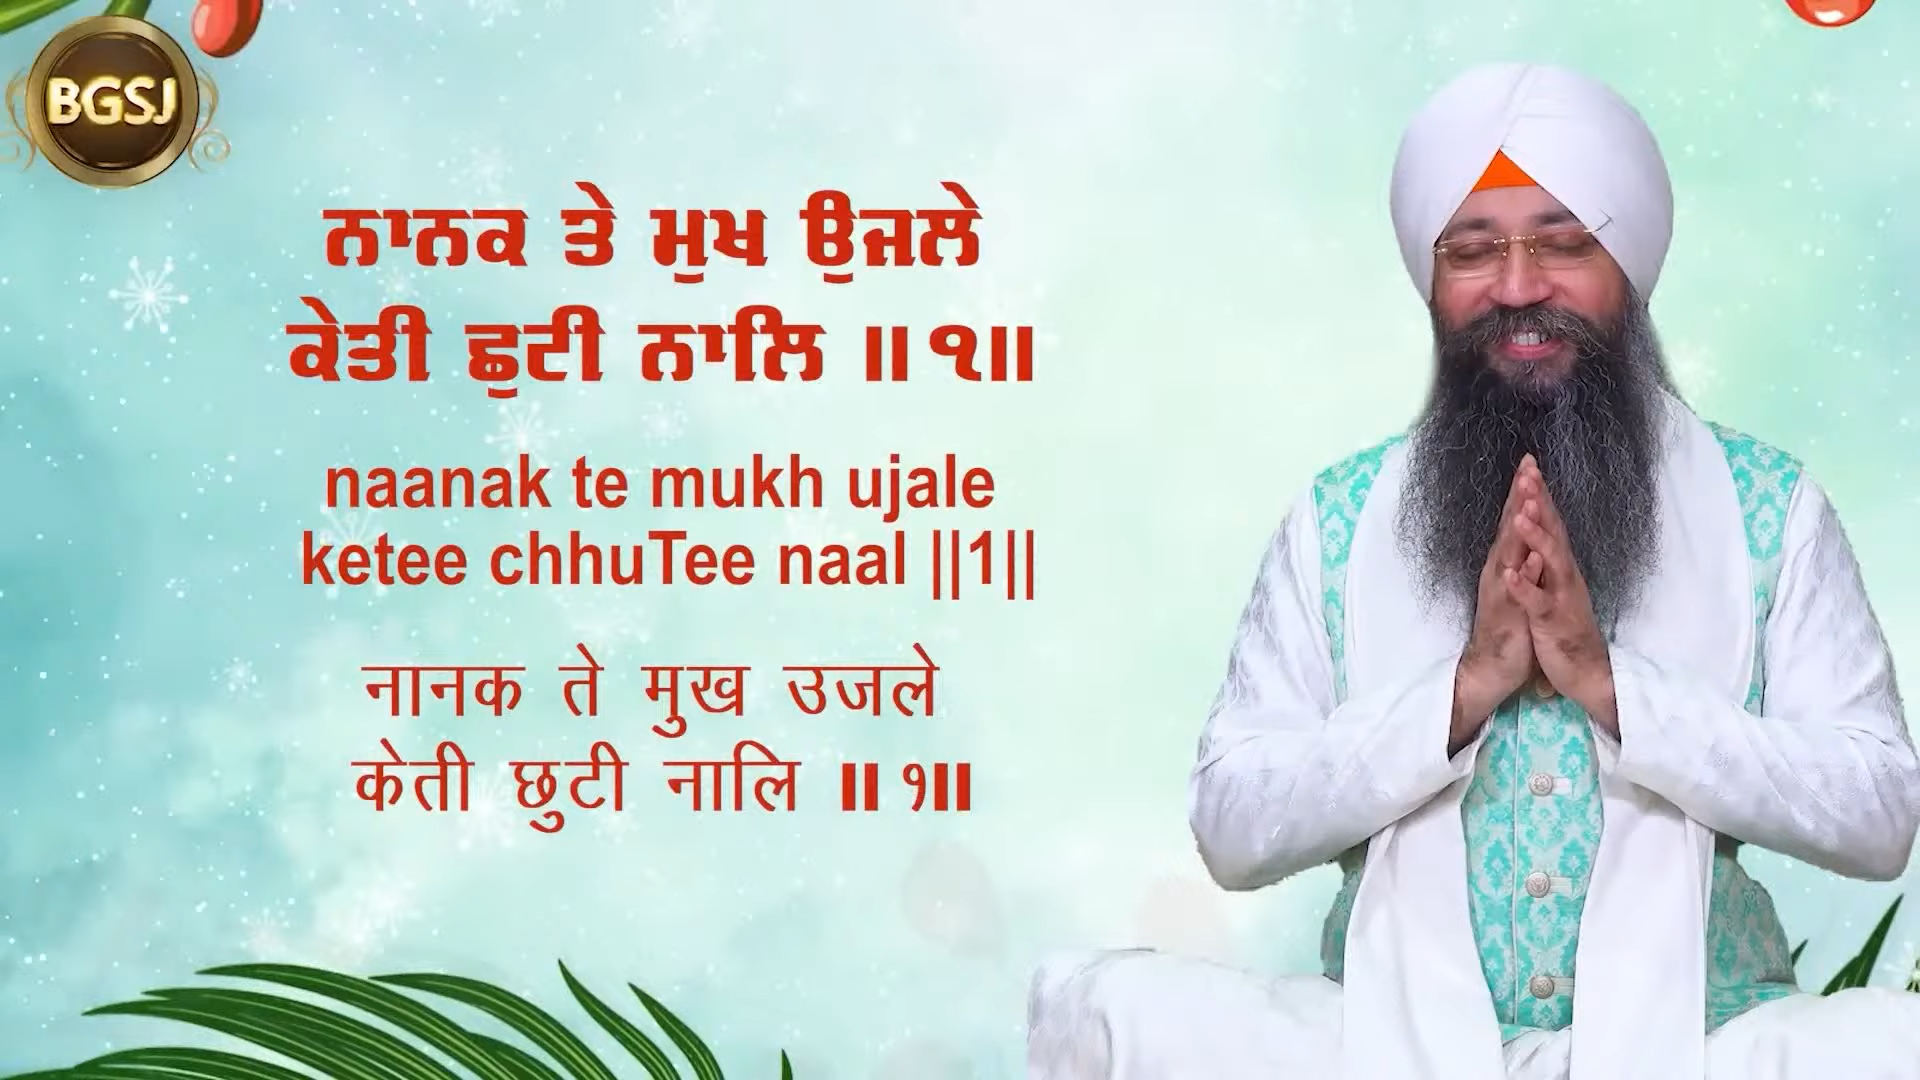 BGSJ
ਨਾਨਕ ਤੇ ਮੁਖ ਉਜਲੇ
ਕੇਤੀ ਛੁਟੀ ਨਾਲਿ ॥੧॥
naanak te mukh ujale
ketee chhuTee naal ||1||
नानक ते मुख उजले
केती छुटी नालि ॥१॥